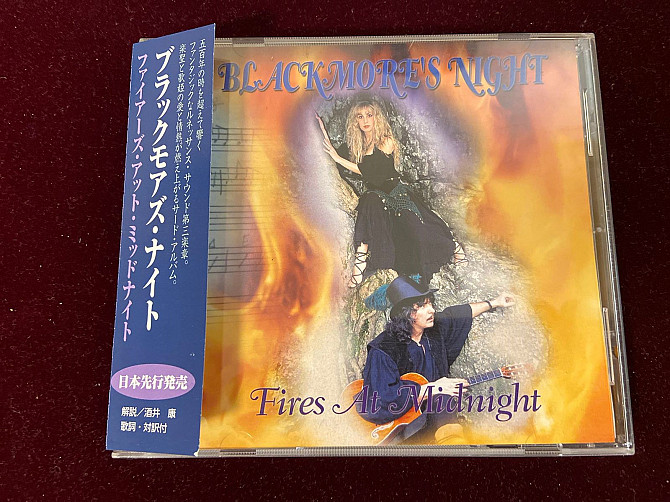 五百年の時を超えて響く
ファンタジックなルネッサンス・サウンド第三楽章。
楽聖と歌姫の愛と情熱が燃え上がるサード・アルバム。
ブラックモアズ・ナイト
ファイアーズ・アット・ミッドナイト
日本先行発売
解説/酒井 康
歌詞・対訳付
BLACKMORE'S NIGHT
Fires At Midnight